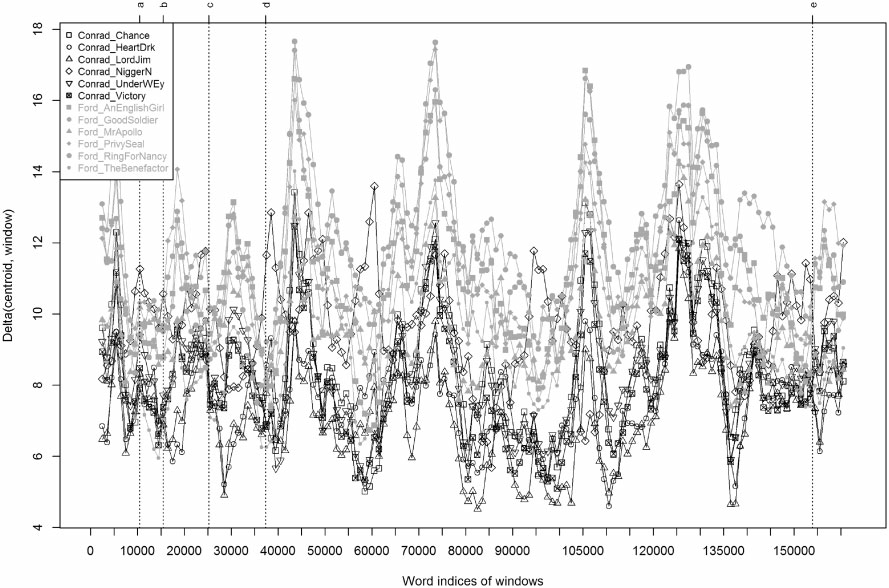 a b c d e
18
16
14
12
10
8
6
4
Conrad_Chance
Conrad_HeartDrk
Conrad_LordJim
Conrad_NiggerN
Conrad_UnderWEy
Conrad_Victory
Ford_AnEnglishGirl
Ford_GoodSoldier
Ford_MrApollo
Ford_PrivySeal
Ford_RingForNancy
Ford_TheBenefactor
Delta(centroid, window)
0 10000 20000 30000 40000 50000 60000 70000 80000 90000 105000 120000 135000 150000
Word indices of windows